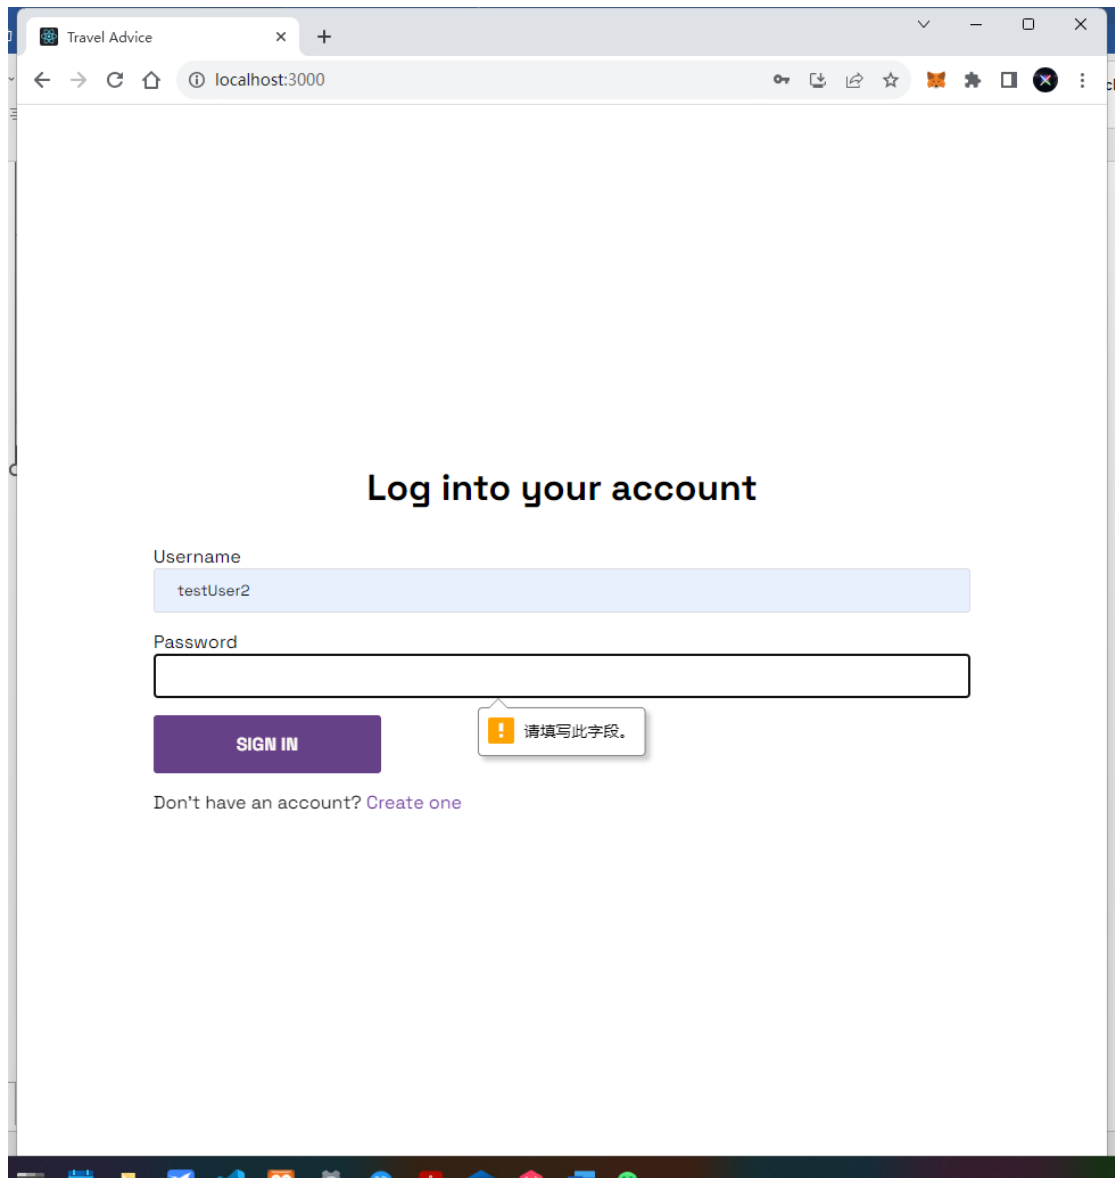 Travel Advice
localhost:3000
Log into your account
Username
testUser2
Password
请填写此字段。
SIGN IN
Don't have an account? Create one